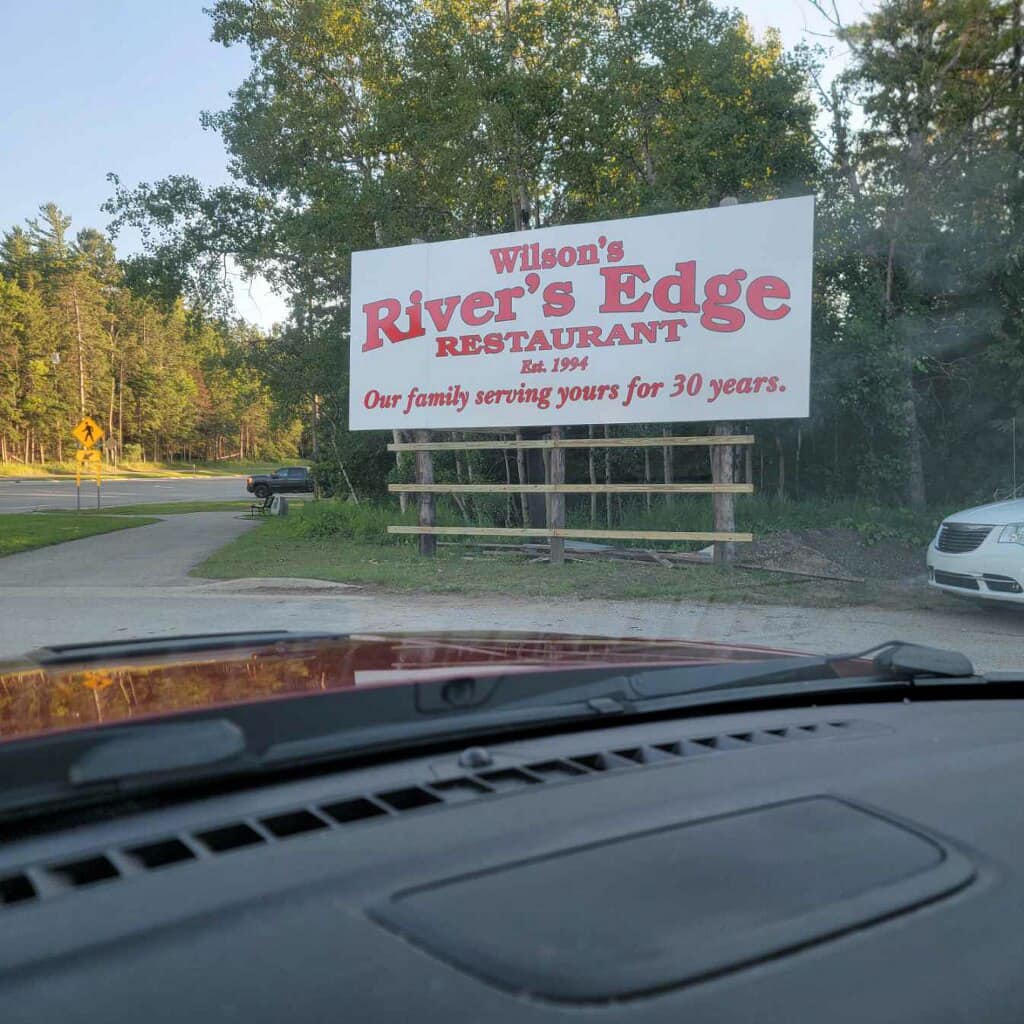 Wilson's
River's Edge
RESTAURANT
Est. 1994
Our family serving yours for 30 years.